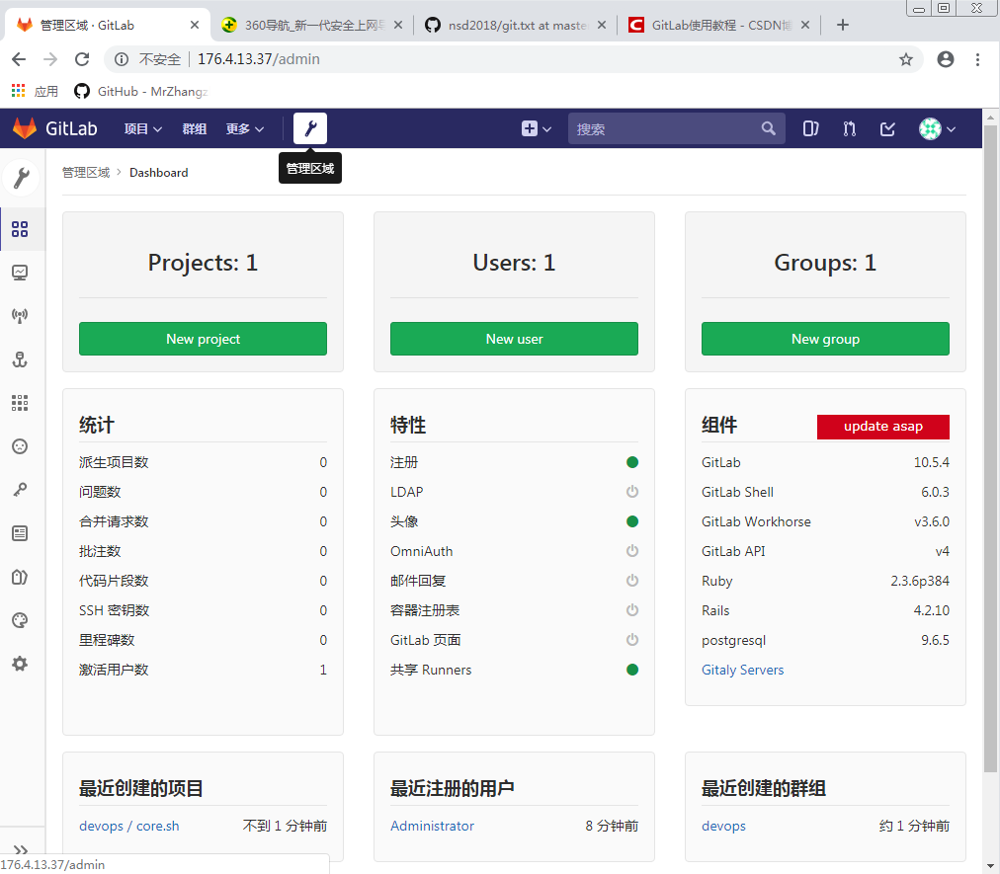 管理区域 · GitLab
360导航_新一代安全上网导
nsd2018/git.txt at maste
GitLab使用教程 - CSDN博
不安全 176.4.13.37/admin
应用 GitHub - MrZhangz
GitLab 项目 群组 更多 搜索
管理区域
管理区域 > Dashboard
Projects: 1
New project
Users: 1
New user
Groups: 1
New group
统计
派生项目数 0
问题数 0
合并请求数 0
批注数 0
代码片段数 0
SSH 密钥数 0
里程碑数 0
激活用户数 1
特性
注册
LDAP
头像
OmniAuth
邮件回复
容器注册表
GitLab 页面
共享 Runners
组件 update asap
GitLab 10.5.4
GitLab Shell 6.0.3
GitLab Workhorse v3.6.0
GitLab API v4
Ruby 2.3.6p384
Rails 4.2.10
postgresql 9.6.5
Gitaly Servers
最近创建的项目
devops / core.sh 不到 1 分钟前
最近注册的用户
Administrator 8 分钟前
最近创建的群组
devops 约 1 分钟前
176.4.13.37/admin